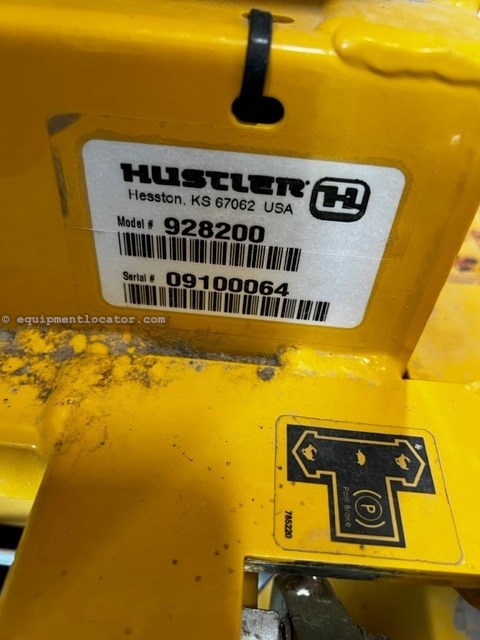 HUSTLER
Hesston, KS 67062 USA
H
Model # 928200
Serial # 09100064
© equipmentlocator.com
(P)
Park Brake
785220